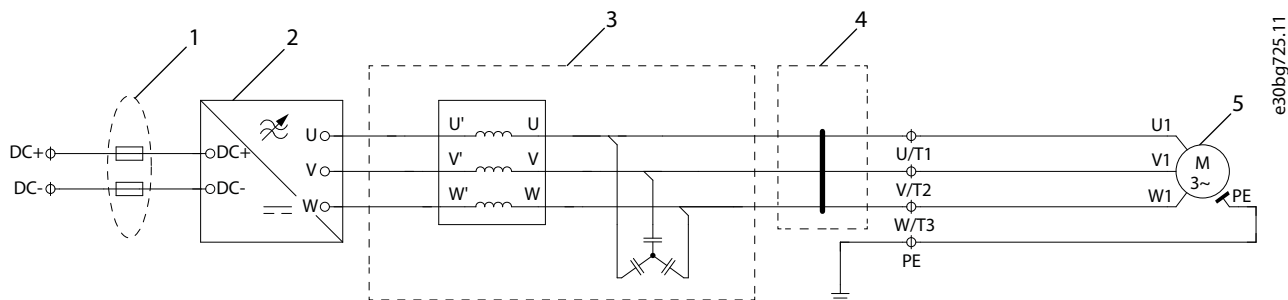 1
2
3
4
5
e30bg725.11
DC+
DC-
DC+
DC-
U
V
W
U' U
V' V
W' W
U/T1
V/T2
W/T3
PE
U1
V1
W1
M
3~
PE